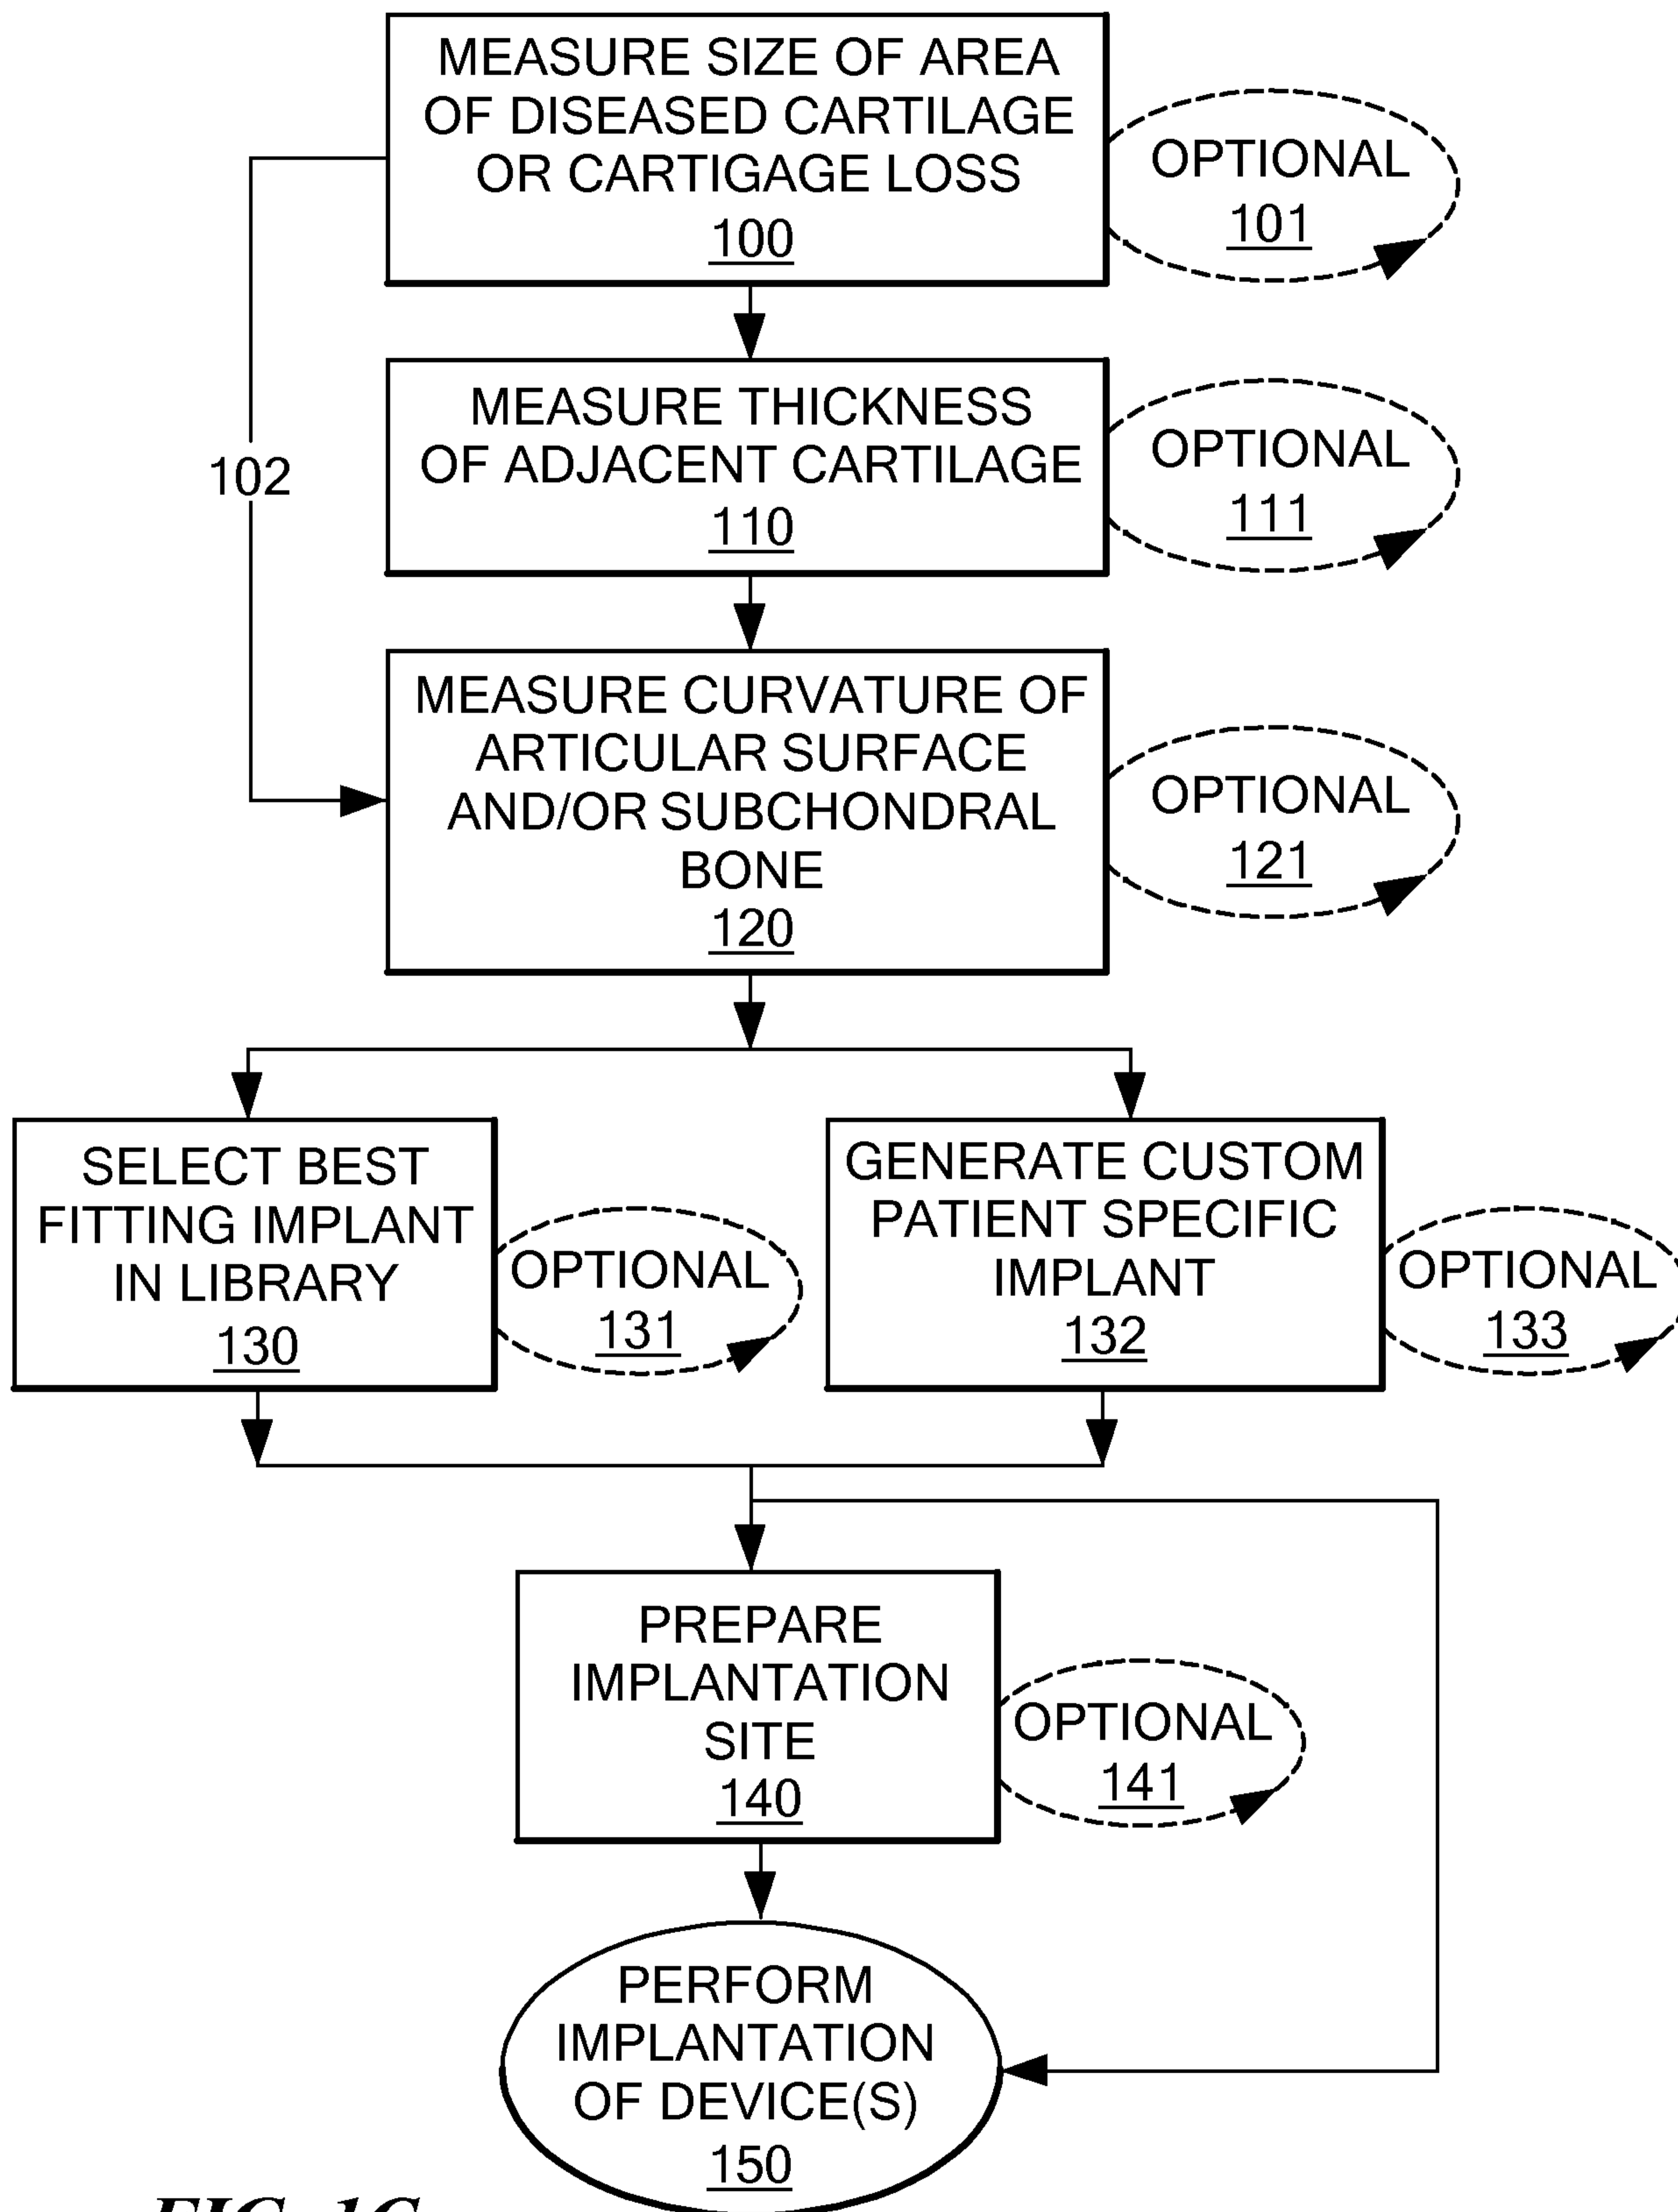 MEASURE SIZE OF AREA
OF DISEASED CARTILAGE
OR CARTIGAGE LOSS
100
OPTIONAL
101
102
MEASURE THICKNESS
OF ADJACENT CARTILAGE
110
OPTIONAL
111
MEASURE CURVATURE OF
ARTICULAR SURFACE
AND/OR SUBCHONDRAL
BONE
120
OPTIONAL
121
SELECT BEST
FITTING IMPLANT
IN LIBRARY
130
OPTIONAL
131
GENERATE CUSTOM
PATIENT SPECIFIC
IMPLANT
132
OPTIONAL
133
PREPARE
IMPLANTATION
SITE
140
OPTIONAL
141
PERFORM
IMPLANTATION
OF DEVICE(S)
150
FIG. 1C